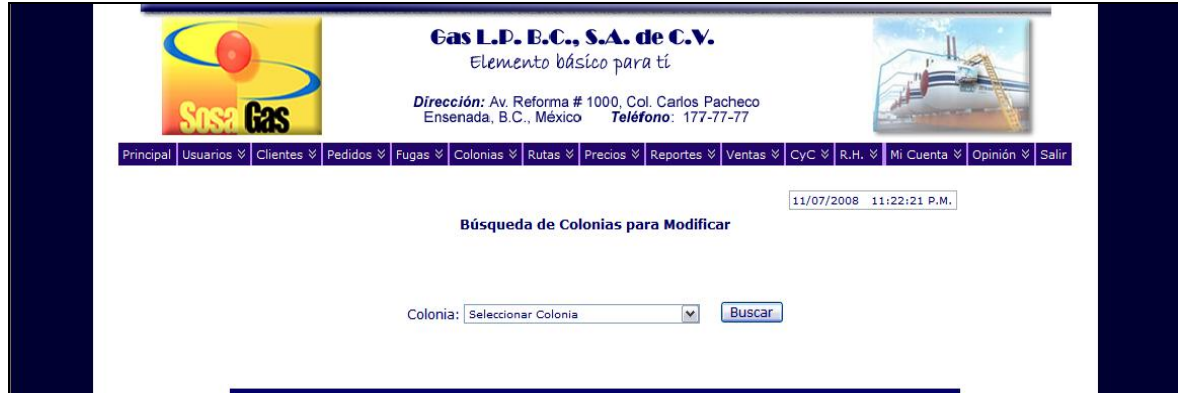 Sosa Gas
Gas L.P. B.C., S.A. de C.V.
Elemento básico para tí
Dirección: Av. Reforma # 1000, Col. Carlos Pacheco
Ensenada, B.C., México Teléfono: 177-77-77
Principal Usuarios Clientes Pedidos Fugas Colonias Rutas Precios Reportes Ventas CyC R.H. Mi Cuenta Opinión Salir
11/07/2008 11:22:21 P.M.
Búsqueda de Colonias para Modificar
Colonia: Seleccionar Colonia Buscar